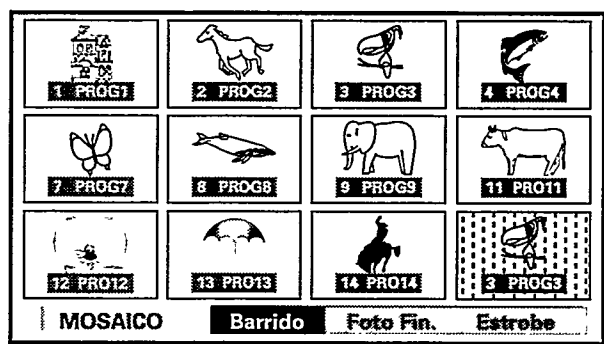 1 PROG1 2 PROG2 3 PROG3 4 PROG4
7 PROG7 8 PROG8 9 PROG9 11 PRO11
12 PRO12 13 PRO13 14 PRO14 3 PROG3
MOSAICO Barrido Foto Fin. Estrobe